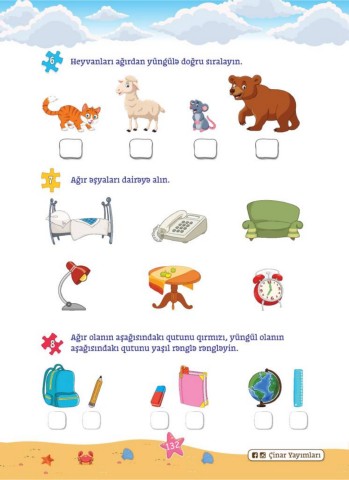 6 Heyvanları ağırdan yüngülə doğru sıralayın.
7 Ağır əşyaları dairəyə alın.
8 Ağır olanın aşağısındakı qutunu qırmızı, yüngül olanın
aşağısındakı qutunu yaşıl rənglə rəngləyin.
132
Çinar Yayımları